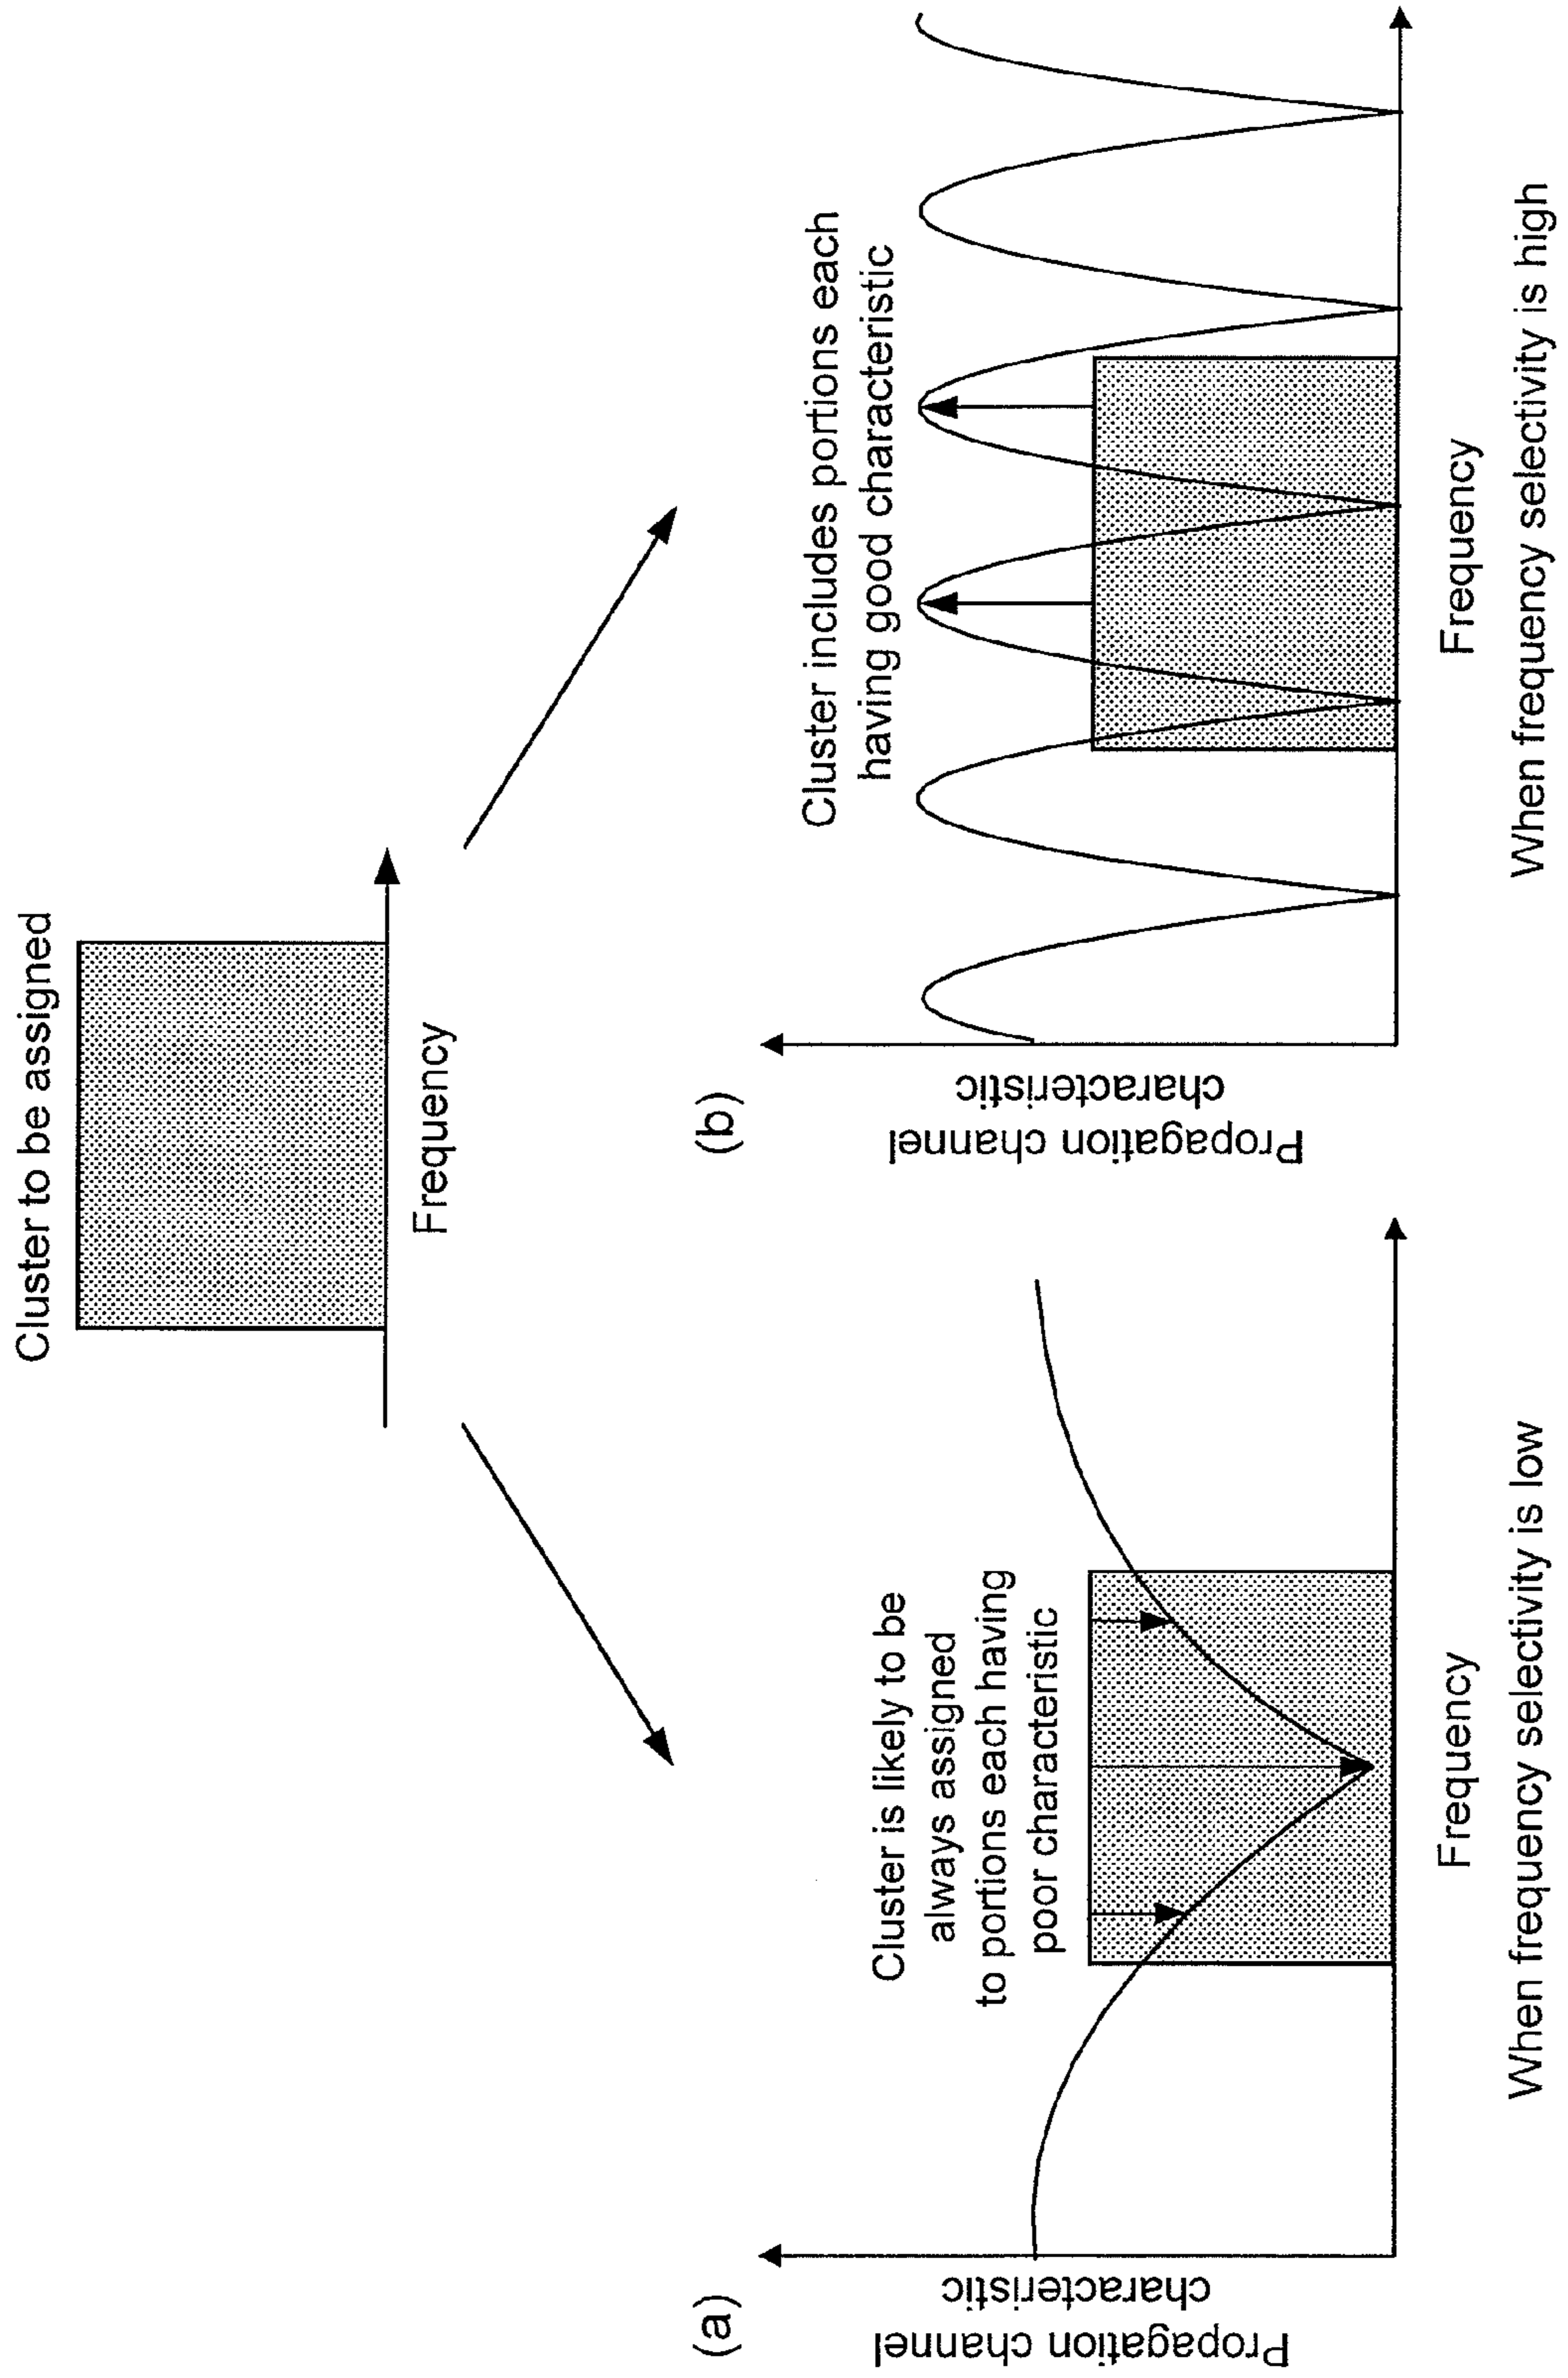 Cluster to be assigned
Frequency
(a)
Propagation channel
characteristic
Cluster is likely to be
always assigned
to portions each having
poor characteristic
Frequency
When frequency selectivity is low
(b)
Propagation channel
characteristic
Cluster includes portions each
having good characteristic
Frequency
When frequency selectivity is high